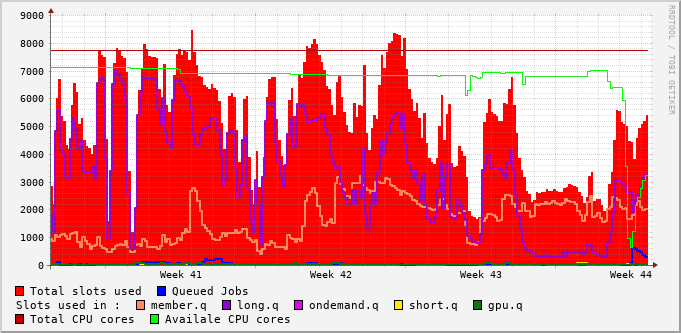 9000
8000
7000
6000
5000
4000
3000
2000
1000
0
Week 41 Week 42 Week 43 Week 44
RRDTOOL / TOBI OETIKER
Total slots used Queued Jobs
Slots used in : member.q long.q ondemand.q short.q gpu.q
Total CPU cores Availale CPU cores